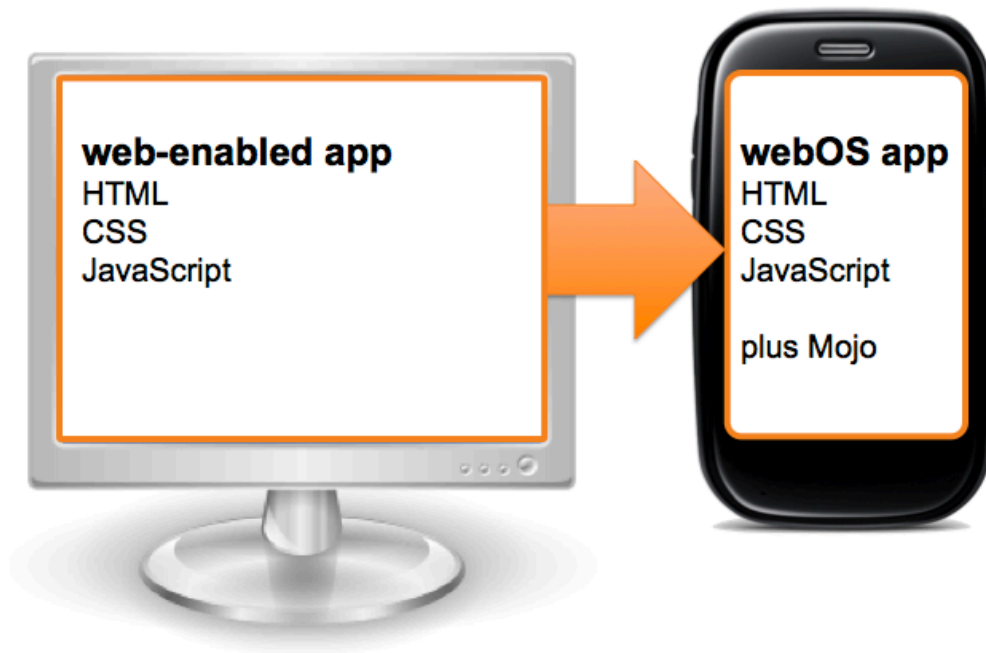 web-enabled app
HTML
CSS
JavaScript
webOS app
HTML
CSS
JavaScript
plus Mojo